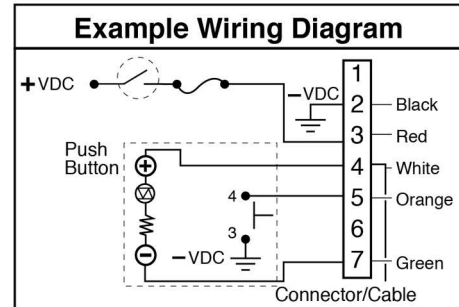 Example Wiring Diagram
+ VDC
1
− VDC
2
Black
3
Red
Push
Button
+
4
White
4
5
Orange
3
6
− VDC
−
7
Green
Connector/Cable